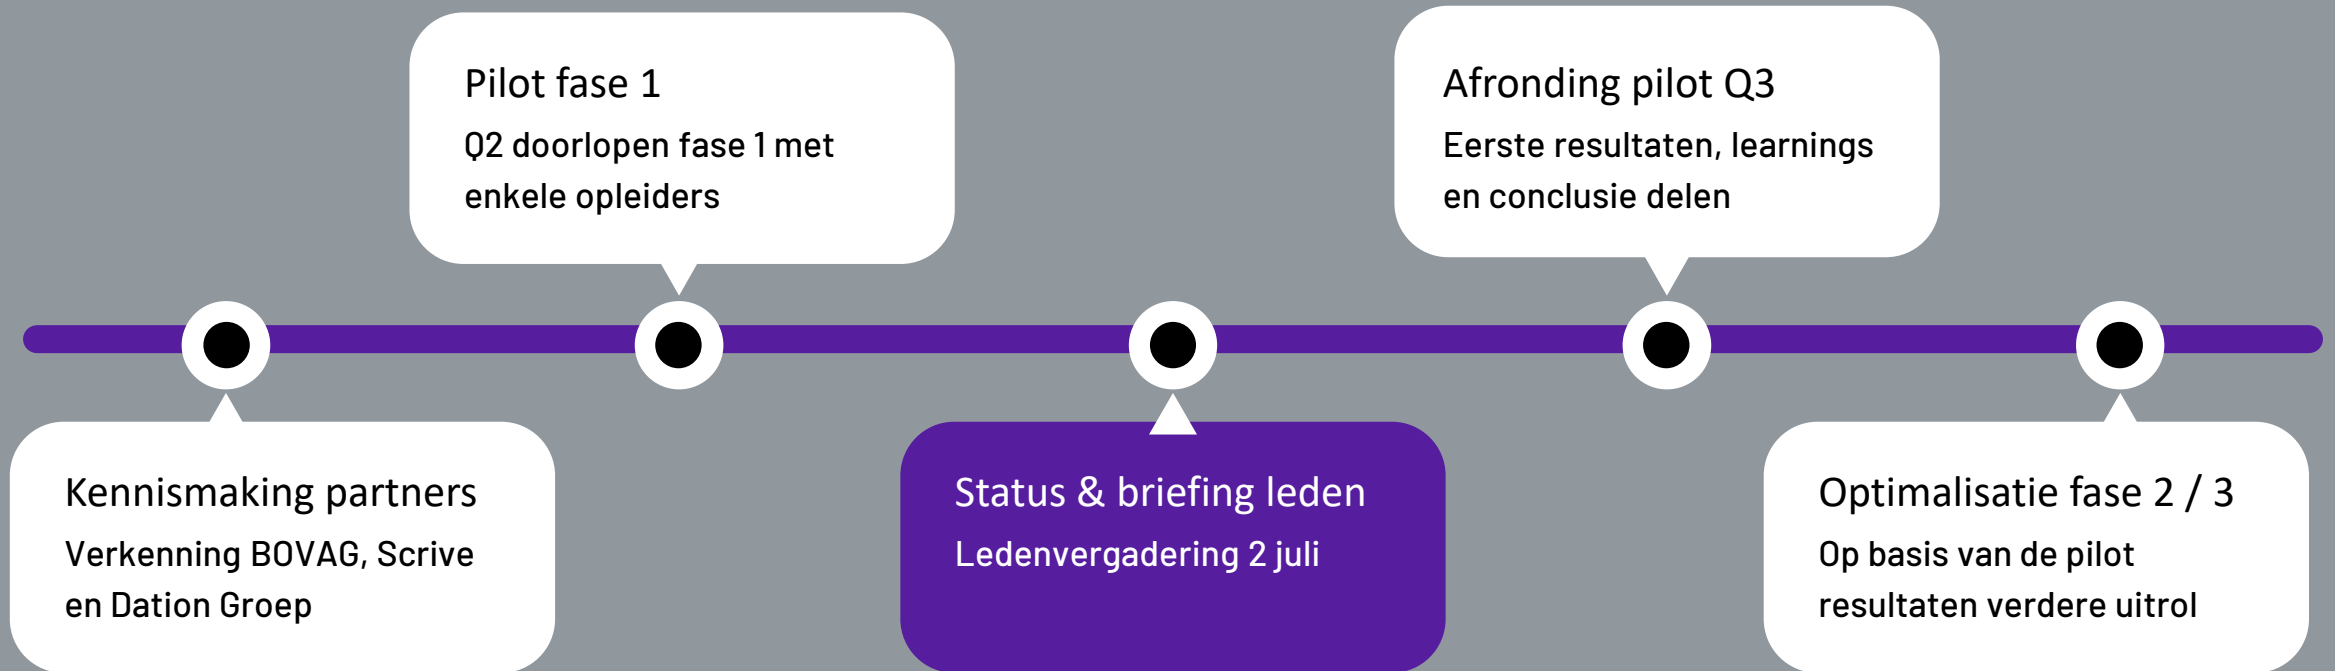 Pilot fase 1
Q2 doorlopen fase 1 met
enkele opleiders
Afronding pilot Q3
Eerste resultaten, learnings
en conclusie delen
Kennismaking partners
Verkenning BOVAG, Scrive
en Dation Groep
Status & briefing leden
Ledenvergadering 2 juli
Optimalisatie fase 2 / 3
Op basis van de pilot
resultaten verdere uitrol